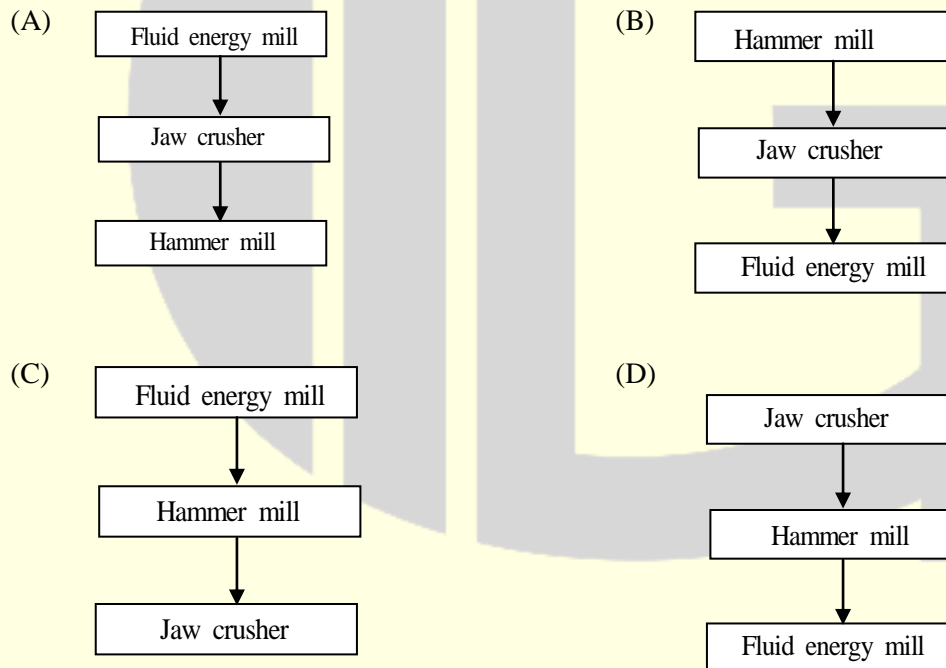 (A)
Fluid energy mill
Jaw crusher
Hammer mill
(B)
Hammer mill
Jaw crusher
Fluid energy mill
(C)
Fluid energy mill
Hammer mill
Jaw crusher
(D)
Jaw crusher
Hammer mill
Fluid energy mill